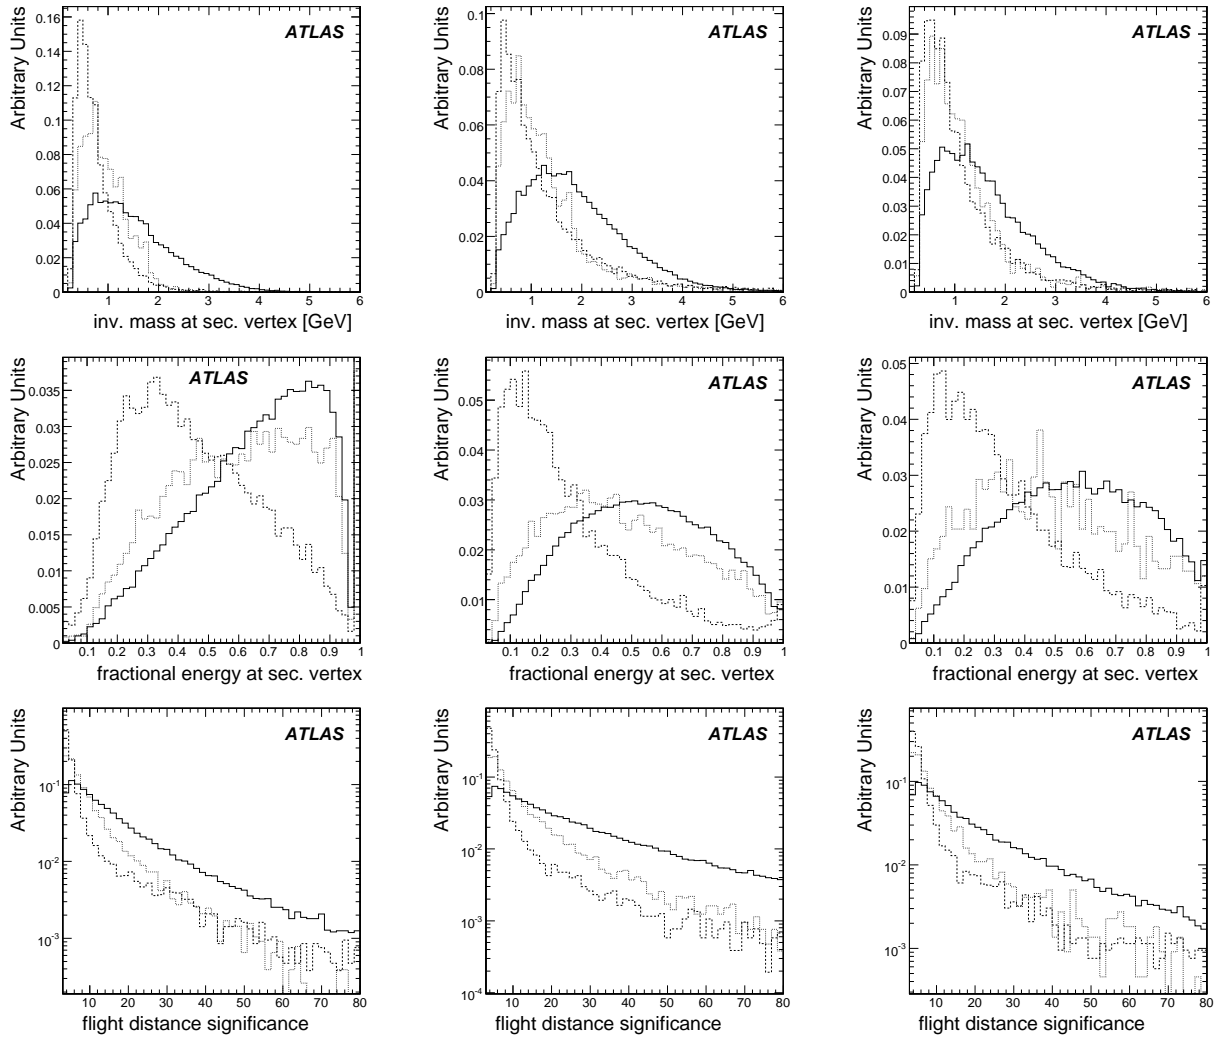 Arbitrary Units
ATLAS
0.16
0.14
0.12
0.1
0.08
0.06
0.04
0.02
0
1 2 3 4 5 6
inv. mass at sec. vertex [GeV]
Arbitrary Units
ATLAS
0.1
0.08
0.06
0.04
0.02
0
1 2 3 4 5 6
inv. mass at sec. vertex [GeV]
Arbitrary Units
ATLAS
0.09
0.08
0.07
0.06
0.05
0.04
0.03
0.02
0.01
0
1 2 3 4 5 6
inv. mass at sec. vertex [GeV]
Arbitrary Units
ATLAS
0.035
0.03
0.025
0.02
0.015
0.01
0.005
0
0.1 0.2 0.3 0.4 0.5 0.6 0.7 0.8 0.9 1
fractional energy at sec. vertex
Arbitrary Units
ATLAS
0.05
0.04
0.03
0.02
0.01
0.1 0.2 0.3 0.4 0.5 0.6 0.7 0.8 0.9 1
fractional energy at sec. vertex
Arbitrary Units
ATLAS
0.05
0.04
0.03
0.02
0.01
0
0.1 0.2 0.3 0.4 0.5 0.6 0.7 0.8 0.9 1
fractional energy at sec. vertex
Arbitrary Units
ATLAS
10⁻¹
10⁻²
10⁻³
10 20 30 40 50 60 70 80
flight distance significance
Arbitrary Units
ATLAS
10⁻¹
10⁻²
10⁻³
10⁻⁴
10 20 30 40 50 60 70 80
flight distance significance
Arbitrary Units
ATLAS
10⁻¹
10⁻²
10⁻³
10 20 30 40 50 60 70 80
flight distance significance